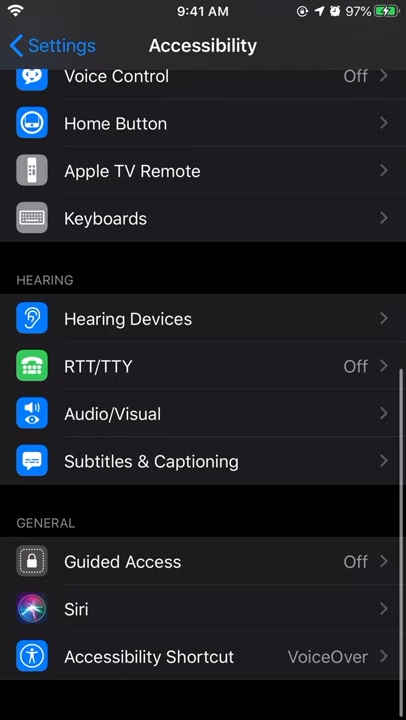 9:41 AM
97%
Settings
Accessibility
Voice Control Off
Home Button
Apple TV Remote
Keyboards
HEARING
Hearing Devices
RTT/TTY Off
Audio/Visual
Subtitles & Captioning
GENERAL
Guided Access Off
Siri
Accessibility Shortcut VoiceOver